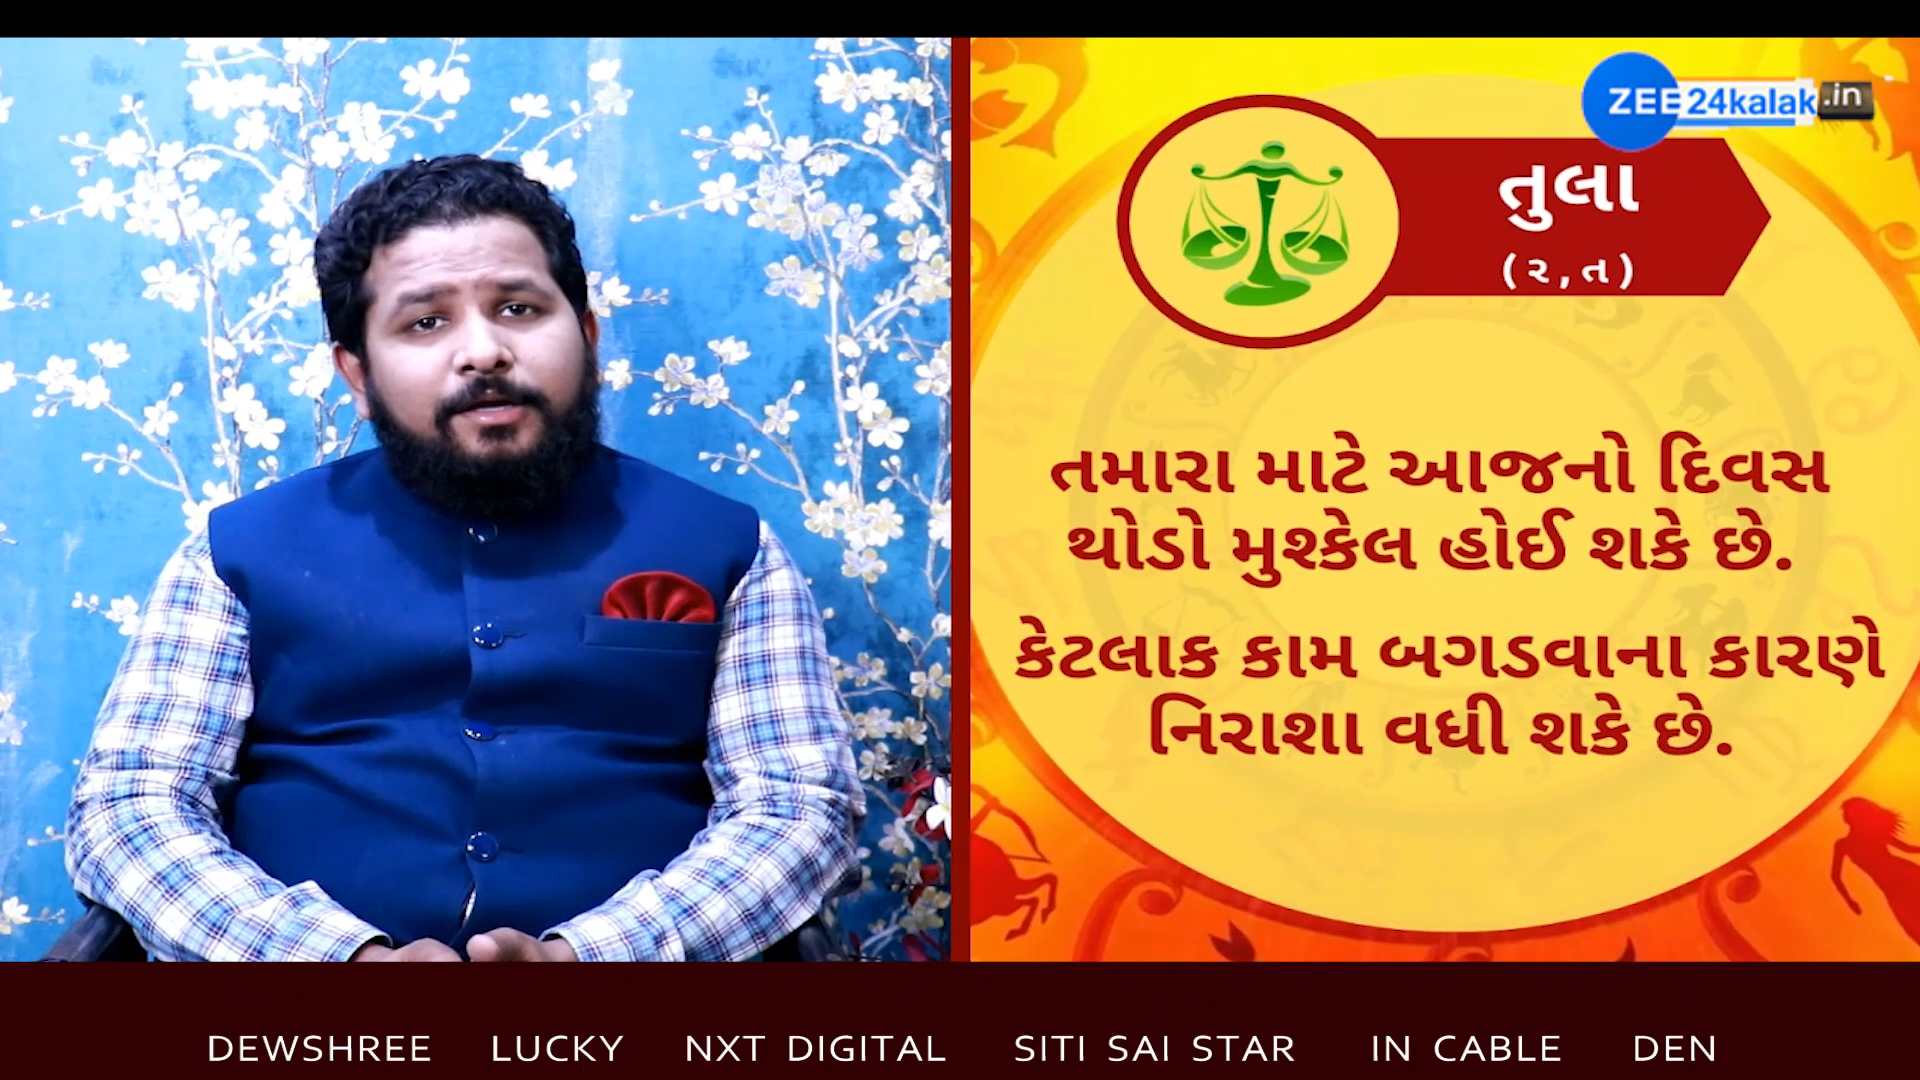 ZEE 24kalak.in
તુલા
(ર,ત)
તમારા માટે આજનો દિવસ
થોડો મુશ્કેલ હોઈ શકે છે.
કેટલાક કામ બગડવાના કારણે
નિરાશા વધી શકે છે.
DEWSHREE LUCKY NXT DIGITAL SITI SAI STAR IN CABLE DEN